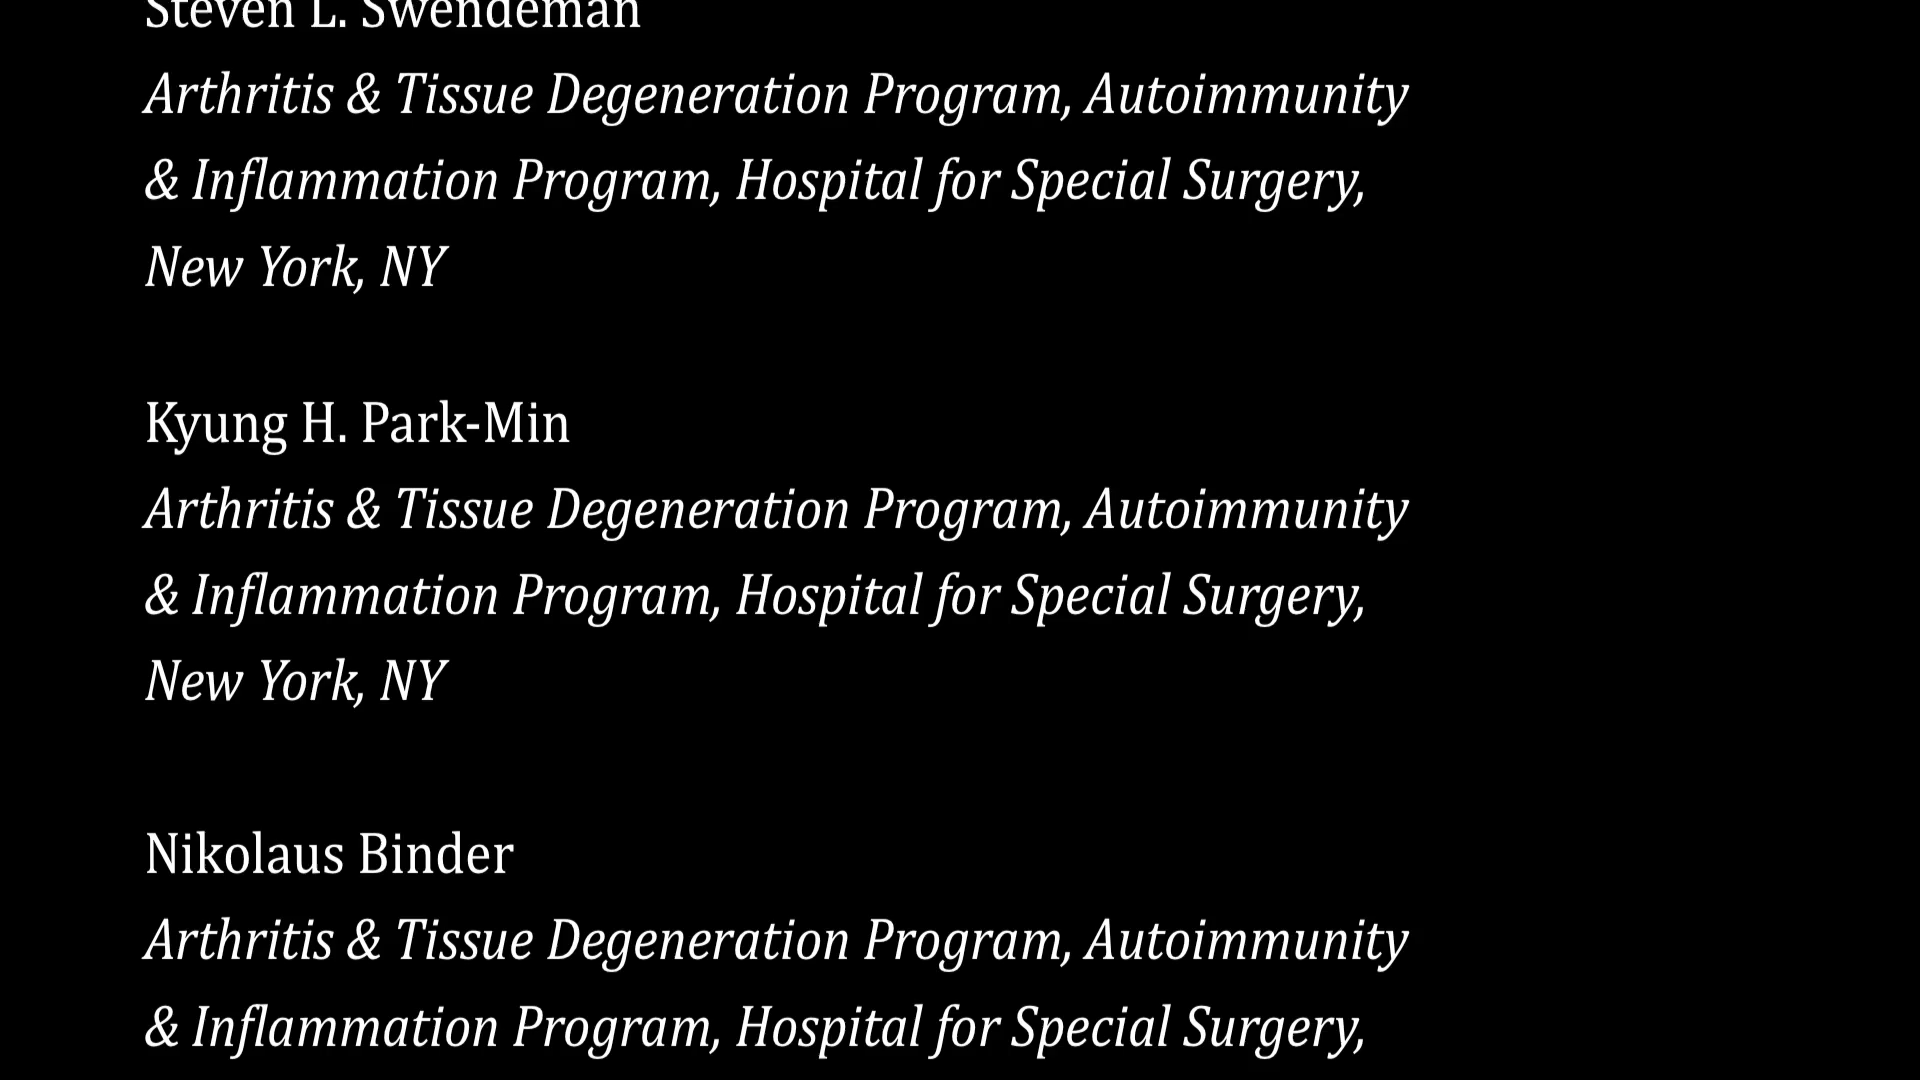 Steven L. Swendeman
Arthritis & Tissue Degeneration Program, Autoimmunity
& Inflammation Program, Hospital for Special Surgery,
New York, NY
Kyung H. Park-Min
Arthritis & Tissue Degeneration Program, Autoimmunity
& Inflammation Program, Hospital for Special Surgery,
New York, NY
Nikolaus Binder
Arthritis & Tissue Degeneration Program, Autoimmunity
& Inflammation Program, Hospital for Special Surgery,